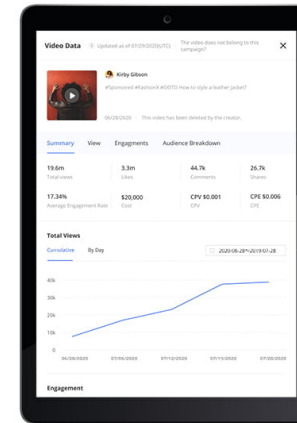 Video Data
Updated as of 07/29/2020(UTC)
The video does not belong to this campaign?
Kirby Gibson
#Sponsored #FashionX #OOTD How to style a leather jacket?
06/28/2020
This video has been deleted by the creator.
Summary View Engagments Audience Breakdown
19.6m 3.3m 44.7k 26.7k
Total views Likes Comments Shares
17.34% $20,000 CPV $0.001 CPE $0.006
Average Engagement Rate Cost CPV CPE
Total Views
Cumulative By Day
2020-06-28~2019-07-28
40k
30k
20k
10k
0
06/29/2020 07/06/2020 07/10/2020 07/15/2020 07/20/2020
Engagement